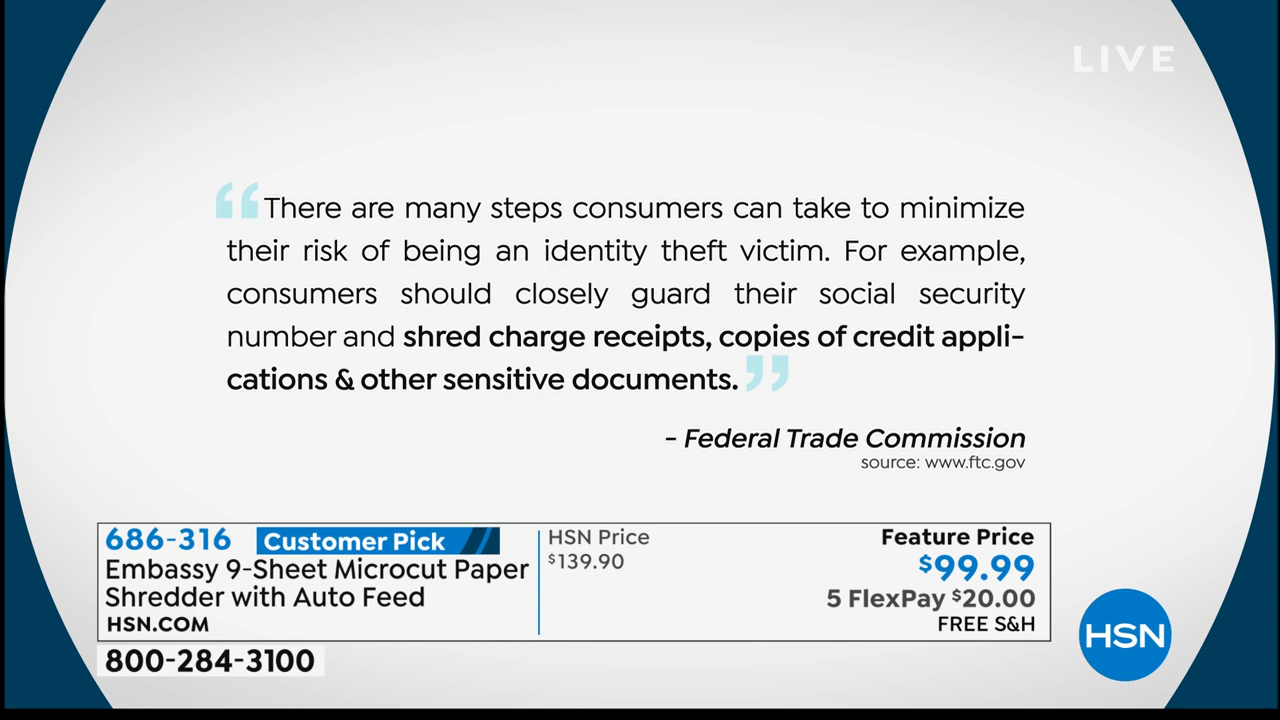 LIVE
“There are many steps consumers can take to minimize
their risk of being an identity theft victim. For example,
consumers should closely guard their social security
number and shred charge receipts, copies of credit appli-
cations & other sensitive documents.”
- Federal Trade Commission
source: www.ftc.gov
686-316 Customer Pick
Embassy 9-Sheet Microcut Paper
Shredder with Auto Feed
HSN.COM
HSN Price
$139.90
Feature Price
$99.99
5 FlexPay $20.00
FREE S&H
800-284-3100
HSN